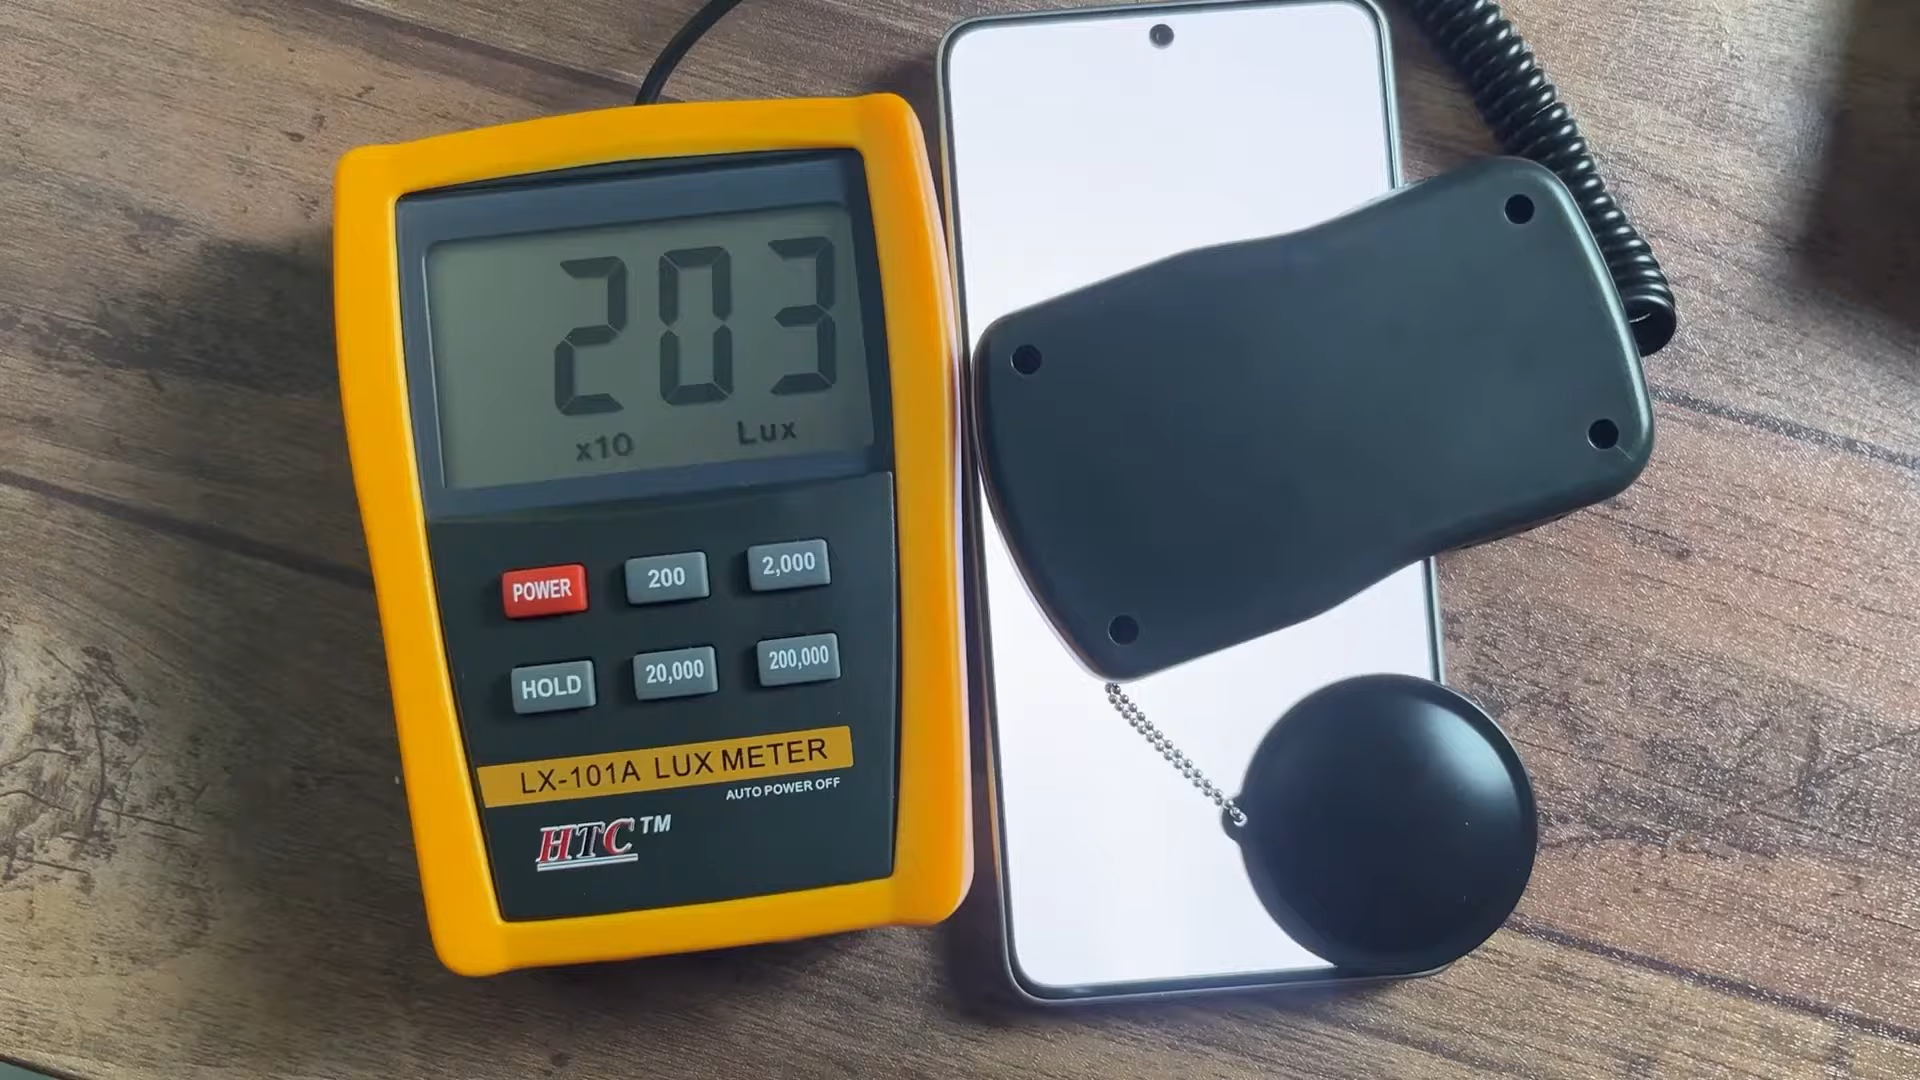 203
x10 Lux
POWER 200 2,000
HOLD 20,000 200,000
LX-101A LUX METER
AUTO POWER OFF
HTC TM